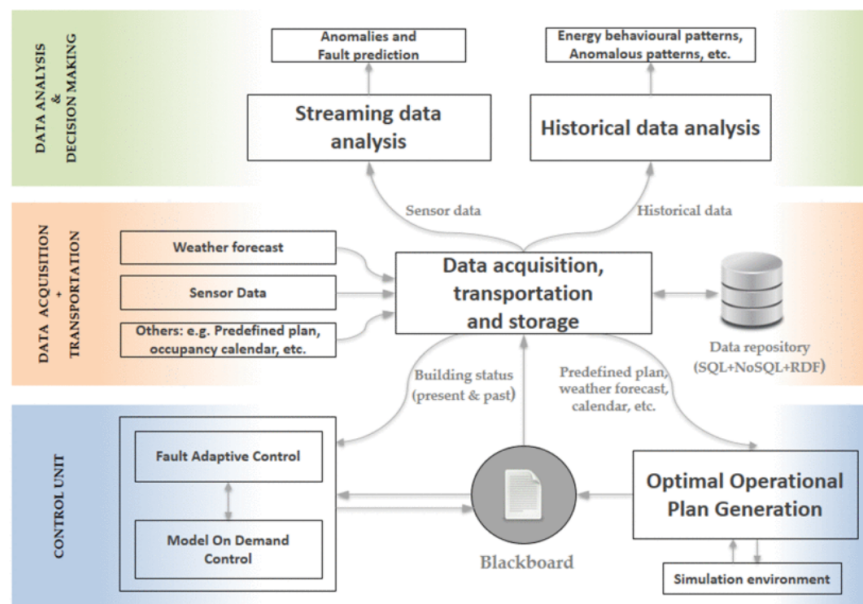 DATA ANALYSIS
&
DECISION MAKING
Anomalies and
Fault prediction
Energy behavioural patterns,
Anomalous patterns, etc.
Streaming data
analysis
Historical data analysis
Sensor data
Historical data
DATA ACQUISITION
+
TRANSPORTATION
Weather forecast
Sensor Data
Others: e.g. Predefined plan,
occupancy calendar, etc.
Data acquisition,
transportation
and storage
Data repository
(SQL+NoSQL+RDF)
Building status
(present & past)
Predefined plan,
weather forecast,
calendar, etc.
CONTROL UNIT
Fault Adaptive Control
Model On Demand
Control
Blackboard
Optimal Operational
Plan Generation
Simulation environment